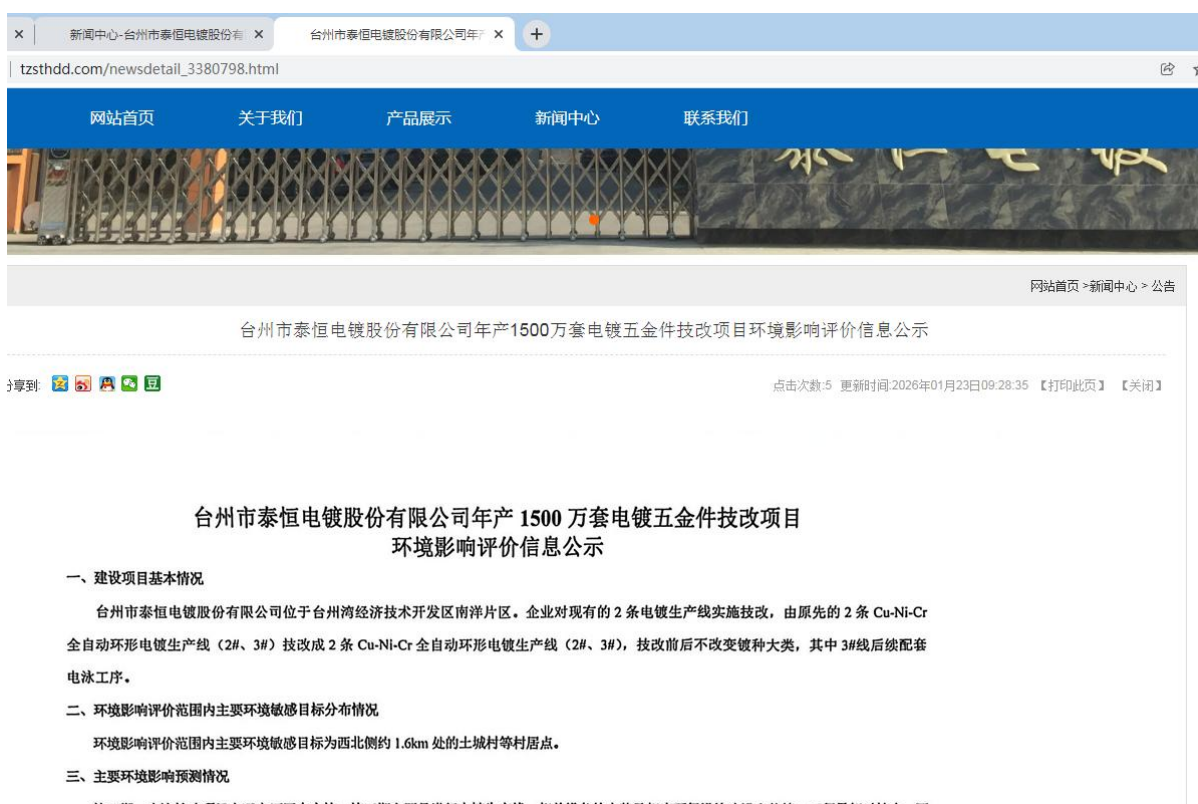 新闻中心-台州市泰恒电镀股份有
台州市泰恒电镀股份有限公司年产
tzsthdd.com/newsdetail_3380798.html
网站首页 关于我们 产品展示 新闻中心 联系我们
泰恒电镀
网站首页 >新闻中心 > 公告
台州市泰恒电镀股份有限公司年产1500万套电镀五金件技改项目环境影响评价信息公示
分享到: 点击次数:5 更新时间:2026年01月23日09:28:35 【打印此页】 【关闭】
台州市泰恒电镀股份有限公司年产 1500 万套电镀五金件技改项目
环境影响评价信息公示
一、建设项目基本情况
台州市泰恒电镀股份有限公司位于台州湾经济技术开发区南洋片区。企业对现有的 2 条电镀生产线实施技改，由原先的 2 条 Cu-Ni-Cr
全自动环形电镀生产线（2#、3#）技改成 2 条 Cu-Ni-Cr 全自动环形电镀生产线（2#、3#），技改前后不改变镀种大类，其中 3#线后续配套
电泳工序。
二、环境影响评价范围内主要环境敏感目标分布情况
环境影响评价范围内主要环境敏感目标为西北侧约 1.6km 处的土城村等村居点。
三、主要环境影响预测情况